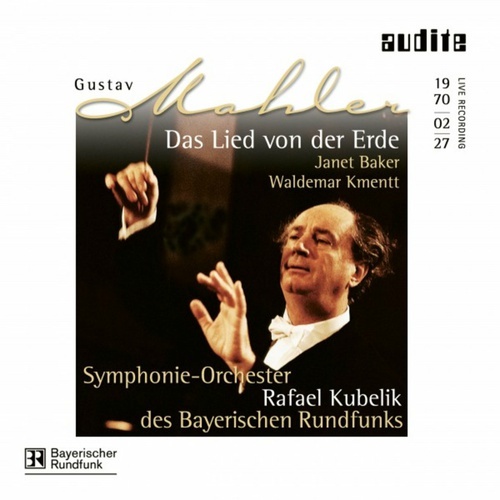 audite
Gustav
Mahler
Das Lied von der Erde
Janet Baker
Waldemar Kmentt
19
70
02
27
LIVE RECORDING
Symphonie-Orchester
Rafael Kubelik
des Bayerischen Rundfunks
BR
Bayerischer
Rundfunk